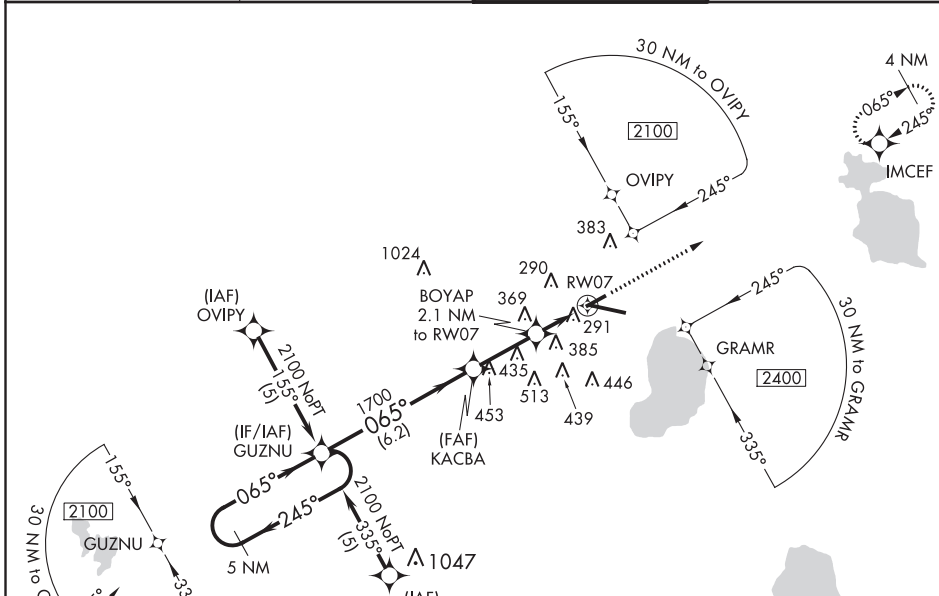 30 NM to OVIPY
155°
2100
OVIPY
245°
4 NM
065°
245°
IMCEF
383
1024
290
RW07
BOYAP
2.1 NM
to RW07
369
291
385
435
453
513
439
446
245°
30 NM to GRAMR
GRAMR
2400
335°
(IAF)
OVIPY
2100 NoPT
155°
(5)
1700
065°
(6.2)
(FAF)
KACBA
(IF/IAF)
GUZNU
065°
245°
5 NM
2100 NoPT
335°
(5)
1047
(IAF)
155°
2100
GUZNU
30 NM to